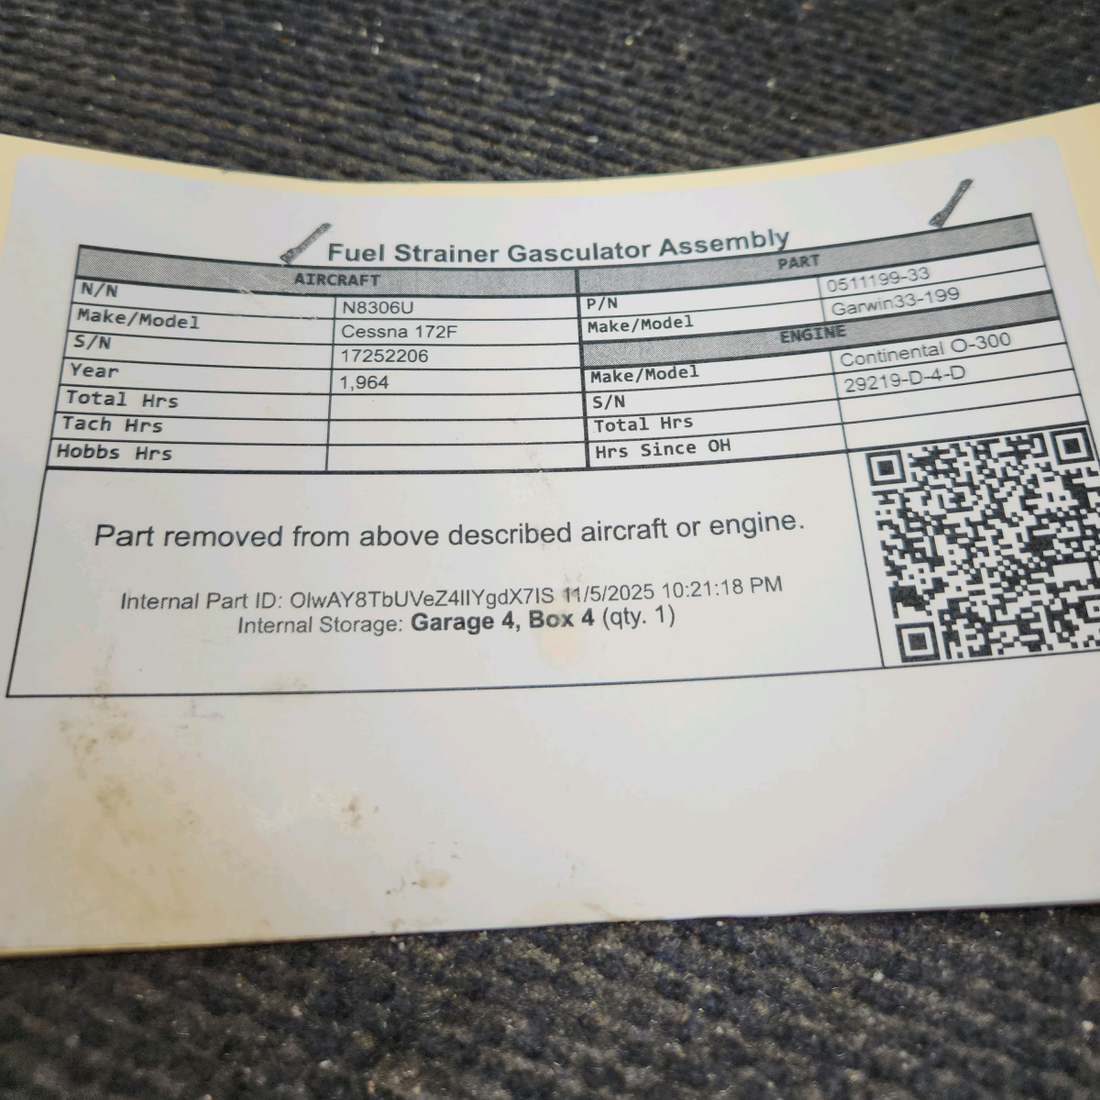 Fuel Strainer Gasculator Assembly
AIRCRAFT
N/N N8306U
Make/Model Cessna 172F
S/N 17252206
Year 1,964
Total Hrs
Tach Hrs
Hobbs Hrs
PART
P/N 0511199-33
Make/Model Garwin33-199
ENGINE
Make/Model Continental O-300
S/N 29219-D-4-D
Total Hrs
Hrs Since OH
Part removed from above described aircraft or engine.
Internal Part ID: OlwAY8TbUVeZ4IIYgdX7IS 11/5/2025 10:21:18 PM
Internal Storage: Garage 4, Box 4 (qty. 1)